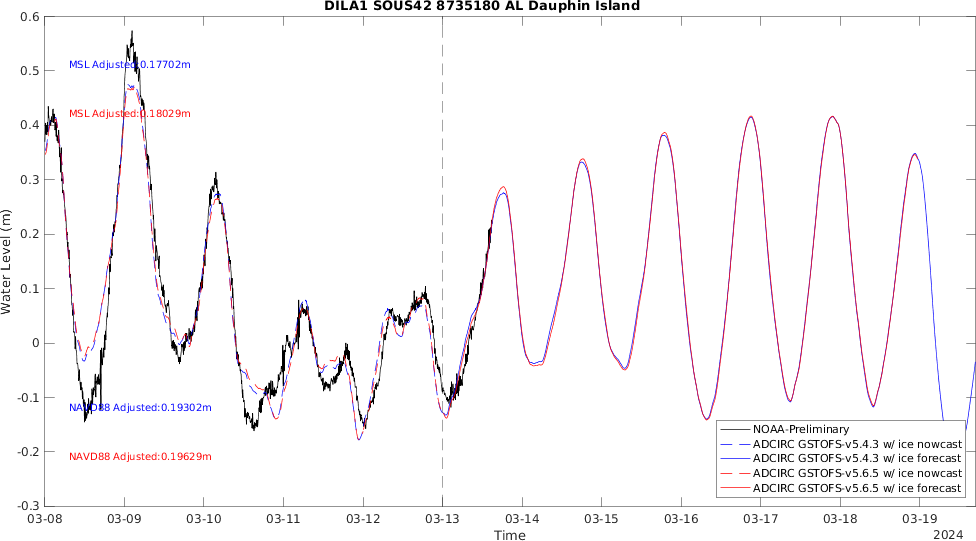 DILA1 SOUS42 8735180 AL Dauphin Island
0.6
0.5
0.4
0.3
0.2
0.1
0
-0.1
-0.2
-0.3
Water Level (m)
MSL Adjusted:0.17702m
MSL Adjusted:0.18029m
NAVD88 Adjusted:0.19302m
NAVD88 Adjusted:0.19629m
NOAA-Preliminary
ADCIRC GSTOFS-v5.4.3 w/ ice nowcast
ADCIRC GSTOFS-v5.4.3 w/ ice forecast
ADCIRC GSTOFS-v5.6.5 w/ ice nowcast
ADCIRC GSTOFS-v5.6.5 w/ ice forecast
03-08 03-09 03-10 03-11 03-12 03-13 03-14 03-15 03-16 03-17 03-18 03-19
Time
2024